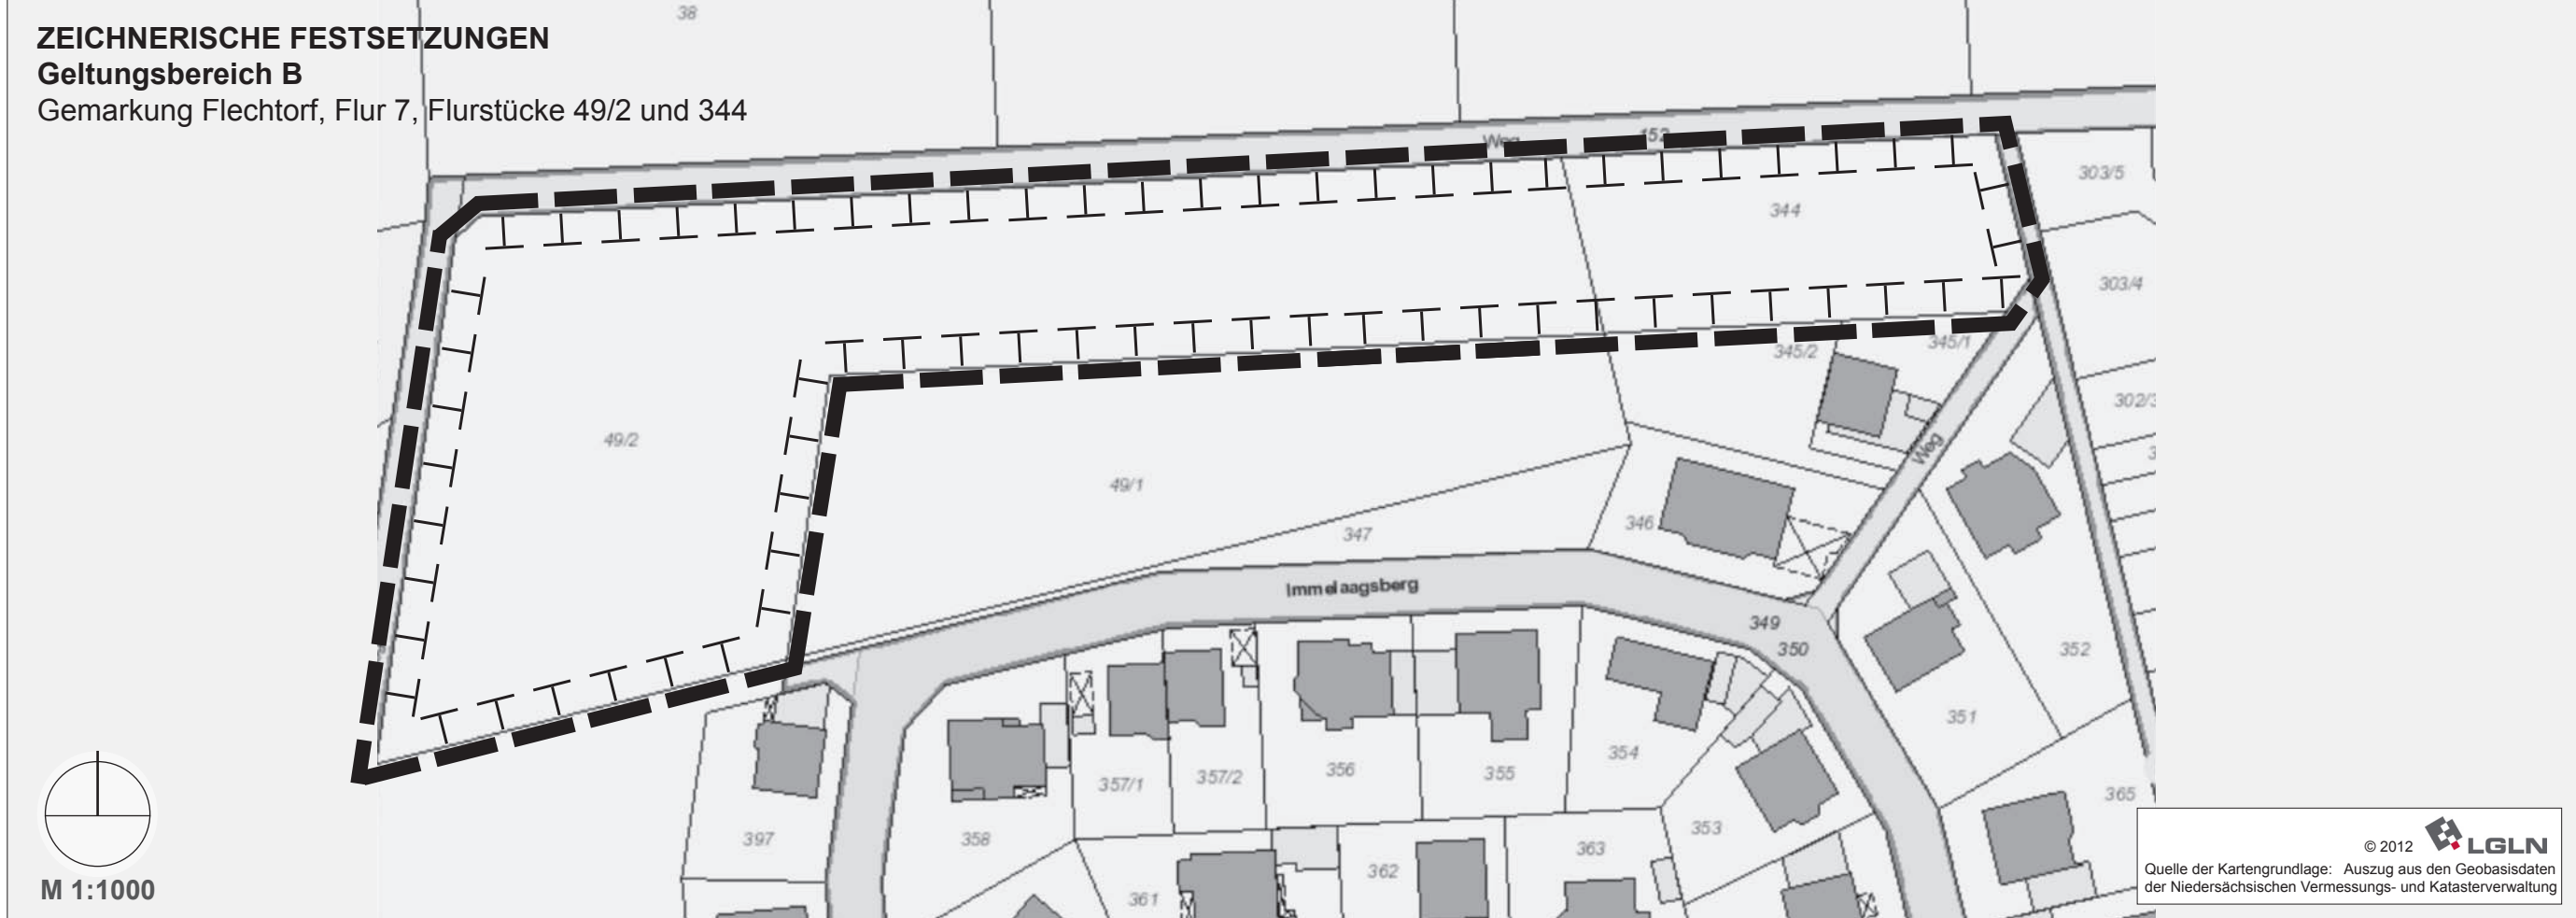 ZEICHNERISCHE FESTSETZUNGEN
Geltungsbereich B
Gemarkung Flechtorf, Flur 7, Flurstücke 49/2 und 344
38
Weg
152
303/5
344
303/4
345/2
345/1
302/3
49/2
Weg
49/1
347
346
Immelaagsberg
349
350
352
351
354
356
355
357/2
357/1
365
353
397
358
363
362
361
M 1:1000
© 2012 LGLN
Quelle der Kartengrundlage: Auszug aus den Geobasisdaten
der Niedersächsischen Vermessungs- und Katasterverwaltung